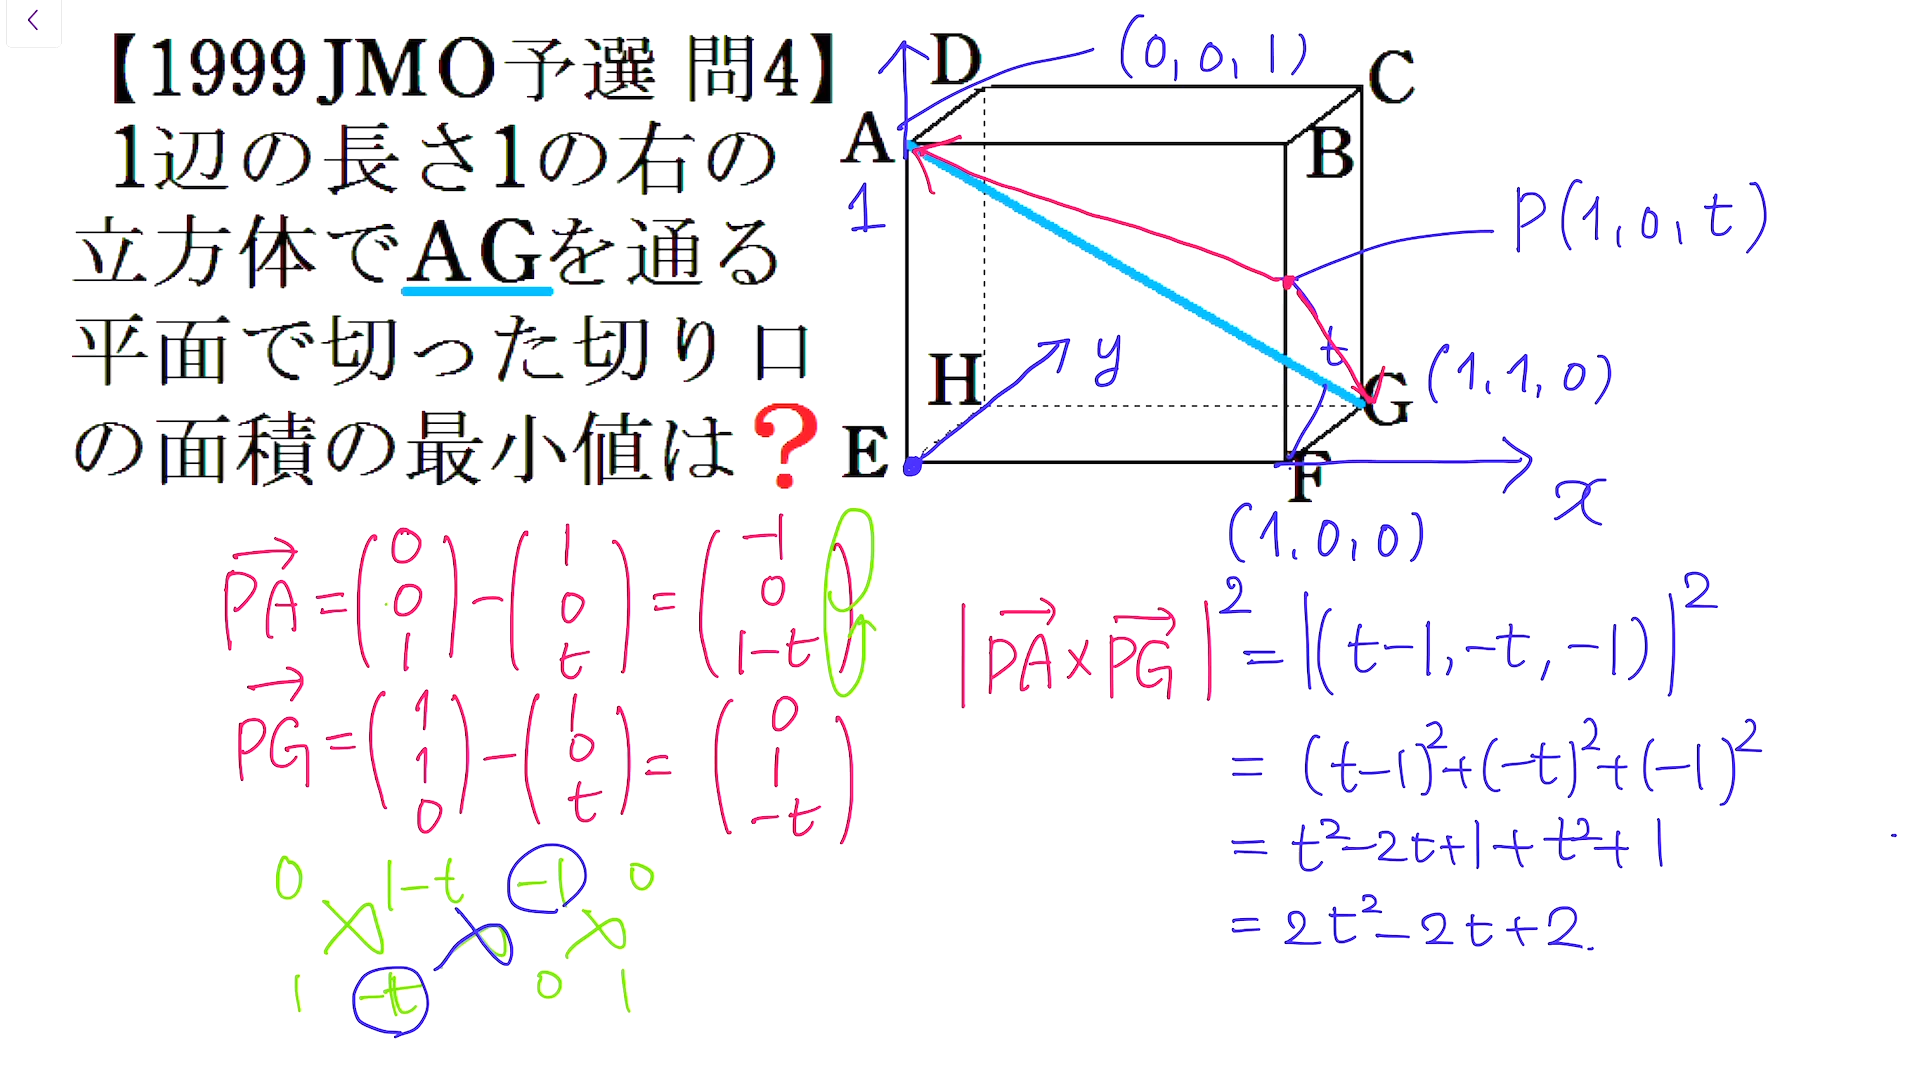 【1999JMO予選 問4】
1辺の長さ1の右の
立方体でAGを通る
平面で切った切り口
の面積の最小値は?
D
(0,0,1)
C
A
B
1
P(1,0,t)
H
y
t
G
(1,1,0)
E
F
x
(1,0,0)
PA = (0 0 1) - (1 0 t) = (-1 0 1-t)
PG = (1 1 0) - (1 0 t) = (0 1 -t)
0 1-t -1 0
1 -t 0 1
|PA×PG|² = |(t-1,-t,-1)|²
= (t-1)²+(-t)²+(-1)²
= t²-2t+1+t²+1
= 2t²-2t+2.